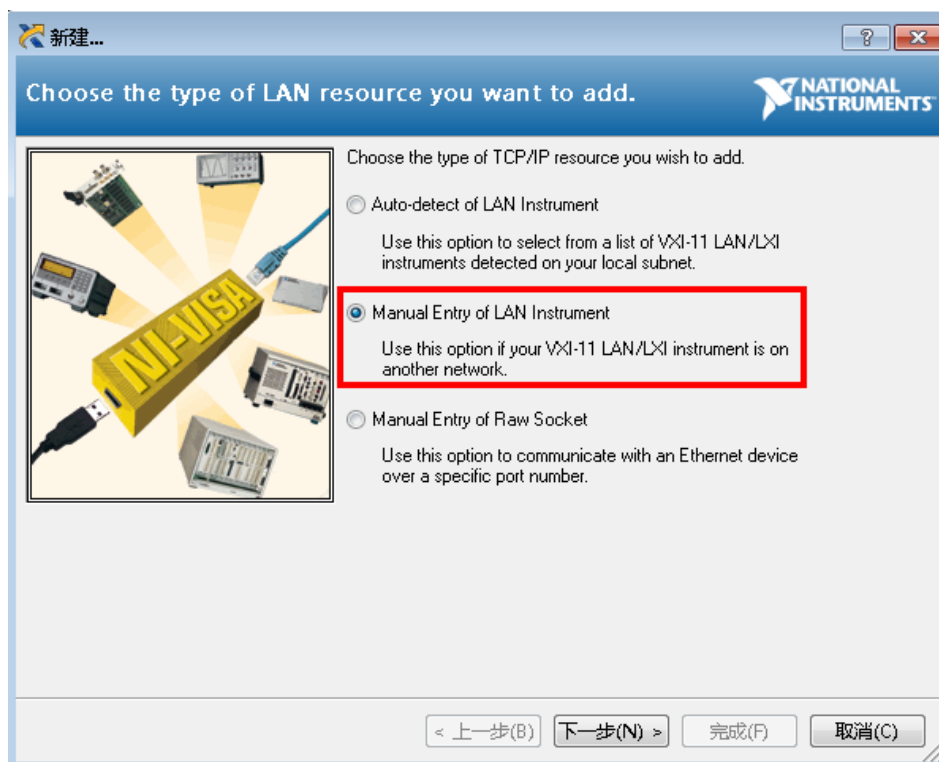 新建...
Choose the type of LAN resource you want to add.
NATIONAL
INSTRUMENTS™
Choose the type of TCP/IP resource you wish to add.
Auto-detect of LAN Instrument
Use this option to select from a list of VXI-11 LAN/LXI
instruments detected on your local subnet.
NI-VISA
Manual Entry of LAN Instrument
Use this option if your VXI-11 LAN/LXI instrument is on
another network.
Manual Entry of Raw Socket
Use this option to communicate with an Ethernet device
over a specific port number.
< 上一步(B)
下一步(N) >
完成(F)
取消(C)